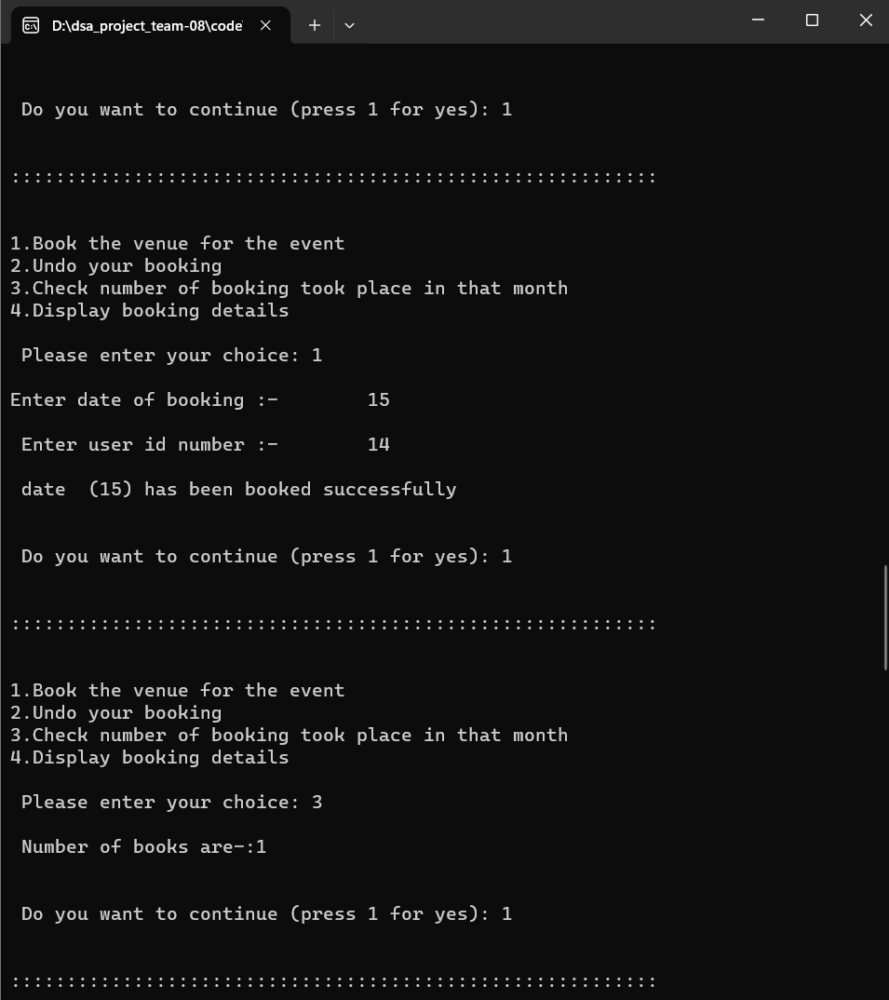 D:\dsa_project_team-08\code
Do you want to continue (press 1 for yes): 1
::::::::::::::::::::::::::::::::::::::::::::::::::::::::::
1.Book the venue for the event
2.Undo your booking
3.Check number of booking took place in that month
4.Display booking details
Please enter your choice: 1
Enter date of booking :-        15
Enter user id number :-        14
date  (15) has been booked successfully
Do you want to continue (press 1 for yes): 1
::::::::::::::::::::::::::::::::::::::::::::::::::::::::::
1.Book the venue for the event
2.Undo your booking
3.Check number of booking took place in that month
4.Display booking details
Please enter your choice: 3
Number of books are-:1
Do you want to continue (press 1 for yes): 1
::::::::::::::::::::::::::::::::::::::::::::::::::::::::::